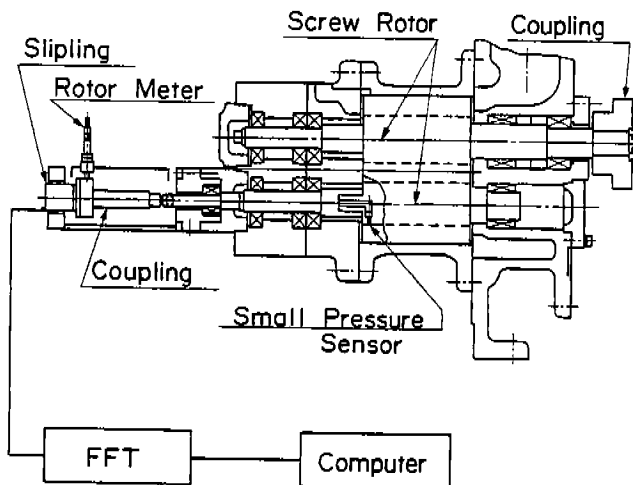 Screw Rotor
Coupling
Slipling
Rotor Meter
Coupling
Small Pressure
Sensor
FFT
Computer